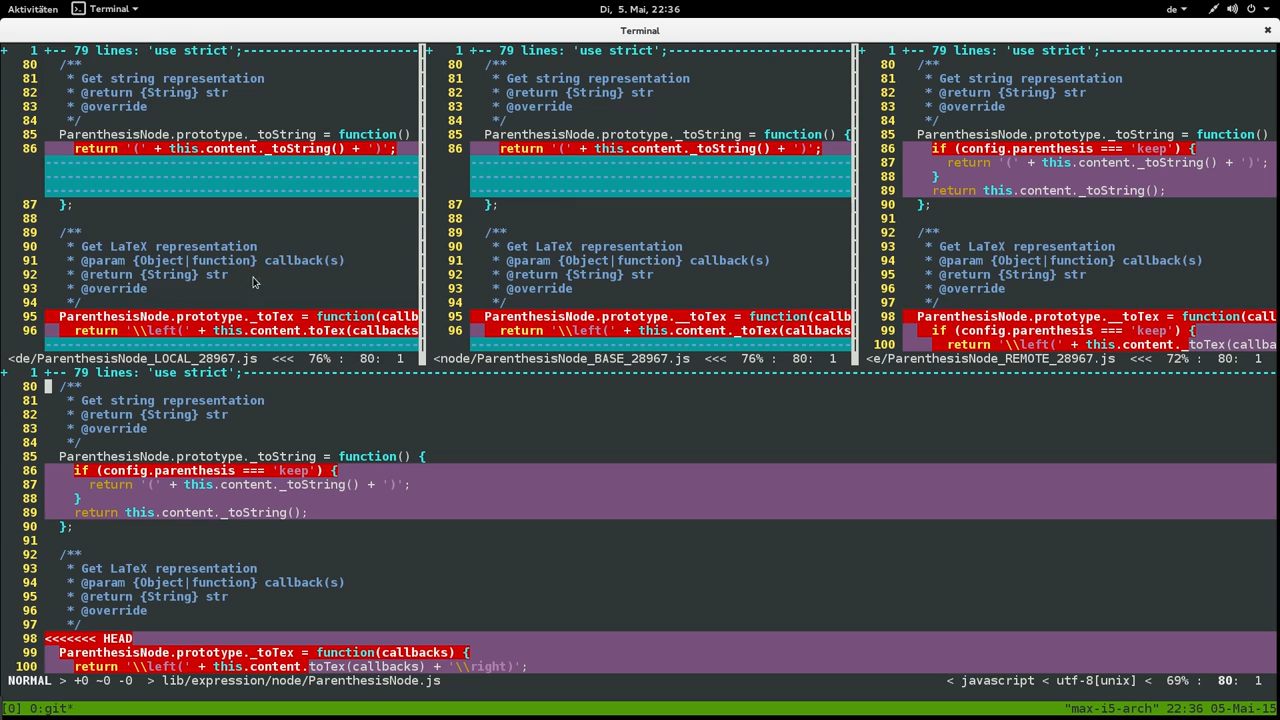 Aktivitäten Terminal Di, 5. Mai, 22:36 de
Terminal
+ 1 +-- 79 lines: 'use strict';------------------------
80 /**
81 * Get string representation
82 * @return {String} str
83 * @override
84 */
85 ParenthesisNode.prototype._toString = function()
86 return '(' + this.content._toString() + ')';
87 };
88
89 /**
90 * Get LaTeX representation
91 * @param {Object|function} callback(s)
92 * @return {String} str
93 * @override
94 */
95 ParenthesisNode.prototype._toTex = function(callb
96 return '\\left(' + this.content.toTex(callbacks
<de/ParenthesisNode_LOCAL_28967.js <<< 76% : 80: 1
+ 1 +-- 79 lines: 'use strict';------------------------
80 /**
81 * Get string representation
82 * @return {String} str
83 * @override
84 */
85 ParenthesisNode.prototype._toString = function() {
86 return '(' + this.content._toString() + ')';
87 };
88
89 /**
90 * Get LaTeX representation
91 * @param {Object|function} callback(s)
92 * @return {String} str
93 * @override
94 */
95 ParenthesisNode.prototype.__toTex = function(callb
96 return '\\left(' + this.content._toTex(callbacks
<node/ParenthesisNode_BASE_28967.js <<< 76% : 80: 1
+ 1 +-- 79 lines: 'use strict';------------------------
80 /**
81 * Get string representation
82 * @return {String} str
83 * @override
84 */
85 ParenthesisNode.prototype._toString = function()
86 if (config.parenthesis === 'keep') {
87 return '(' + this.content._toString() + ')';
88 }
89 return this.content._toString();
90 };
91
92 /**
93 * Get LaTeX representation
94 * @param {Object|function} callback(s)
95 * @return {String} str
96 * @override
97 */
98 ParenthesisNode.prototype._toTex = function(call
99 if (config.parenthesis === 'keep') {
100 return '\\left(' + this.content._toTex(callba
<e/ParenthesisNode_REMOTE_28967.js <<< 72% : 80: 1
+ 1 +-- 79 lines: 'use strict';------------------------
80 /**
81 * Get string representation
82 * @return {String} str
83 * @override
84 */
85 ParenthesisNode.prototype._toString = function() {
86 if (config.parenthesis === 'keep') {
87 return '(' + this.content._toString() + ')';
88 }
89 return this.content._toString();
90 };
91
92 /**
93 * Get LaTeX representation
94 * @param {Object|function} callback(s)
95 * @return {String} str
96 * @override
97 */
98 <<<<<<< HEAD
99 ParenthesisNode.prototype._toTex = function(callbacks) {
100 return '\\left(' + this.content.toTex(callbacks) + '\\right)';
NORMAL > +0 ~0 -0 > lib/expression/node/ParenthesisNode.js < javascript < utf-8[unix] < 69% : 80: 1
[0] 0:git* "max-i5-arch" 22:36 05-Mai-15